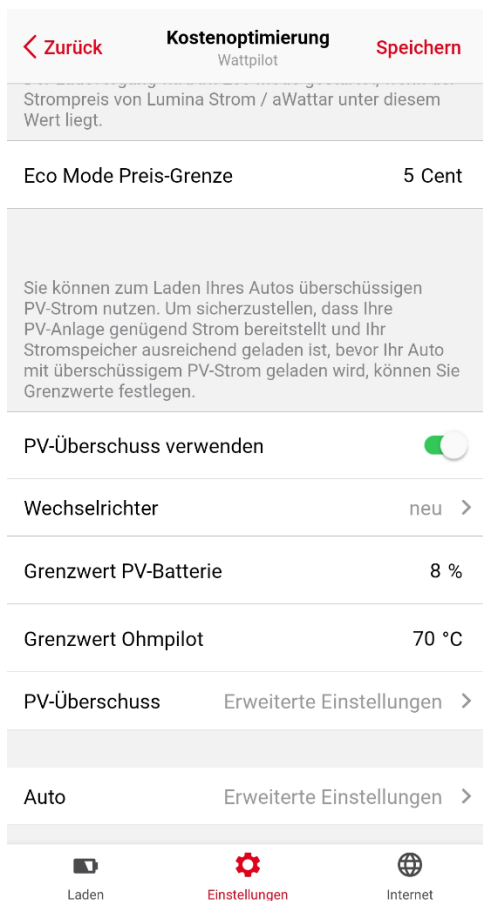 Zurück
Kostenoptimierung
Wattpilot
Speichern
Strompreis von Lumina Strom / aWattar unter diesem
Wert liegt.
Eco Mode Preis-Grenze 5 Cent
Sie können zum Laden Ihres Autos überschüssigen
PV-Strom nutzen. Um sicherzustellen, dass Ihre
PV-Anlage genügend Strom bereitstellt und Ihr
Stromspeicher ausreichend geladen ist, bevor Ihr Auto
mit überschüssigem PV-Strom geladen wird, können Sie
Grenzwerte festlegen.
PV-Überschuss verwenden
Wechselrichter neu
Grenzwert PV-Batterie 8 %
Grenzwert Ohmpilot 70 °C
PV-Überschuss Erweiterte Einstellungen
Auto Erweiterte Einstellungen
Laden Einstellungen Internet